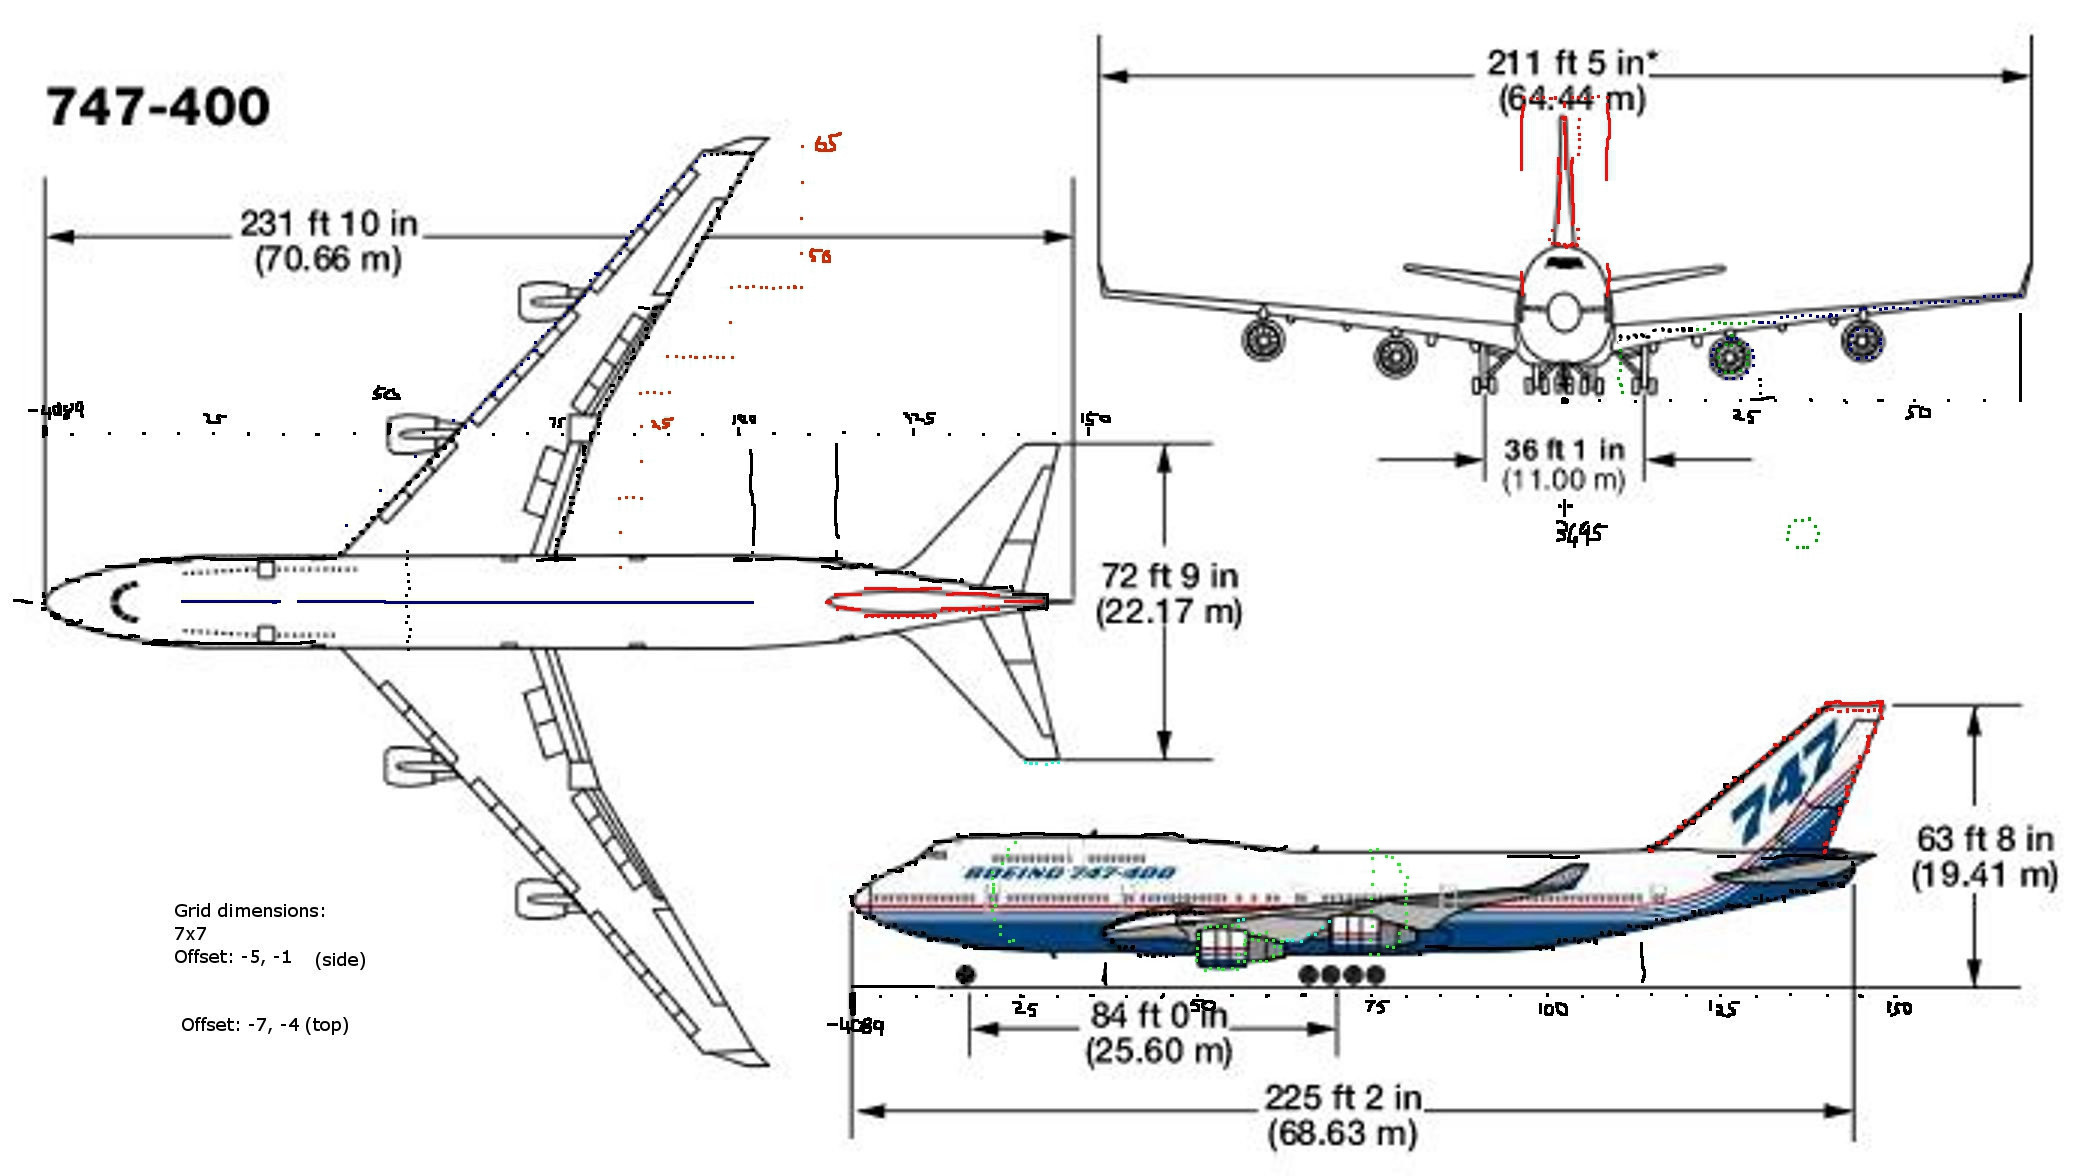 747-400
231 ft 10 in
(70.66 m)
211 ft 5 in*
(64.44 m)
65
50
25
25
50
75
100
125
150
72 ft 9 in
(22.17 m)
25
50
36 ft 1 in
(11.00 m)
3495
747
BOEING 747-400
63 ft 8 in
(19.41 m)
Grid dimensions:
7x7
Offset: -5, -1 (side)
Offset: -7, -4 (top)
25
50
75
100
125
150
84 ft 0 in
(25.60 m)
225 ft 2 in
(68.63 m)